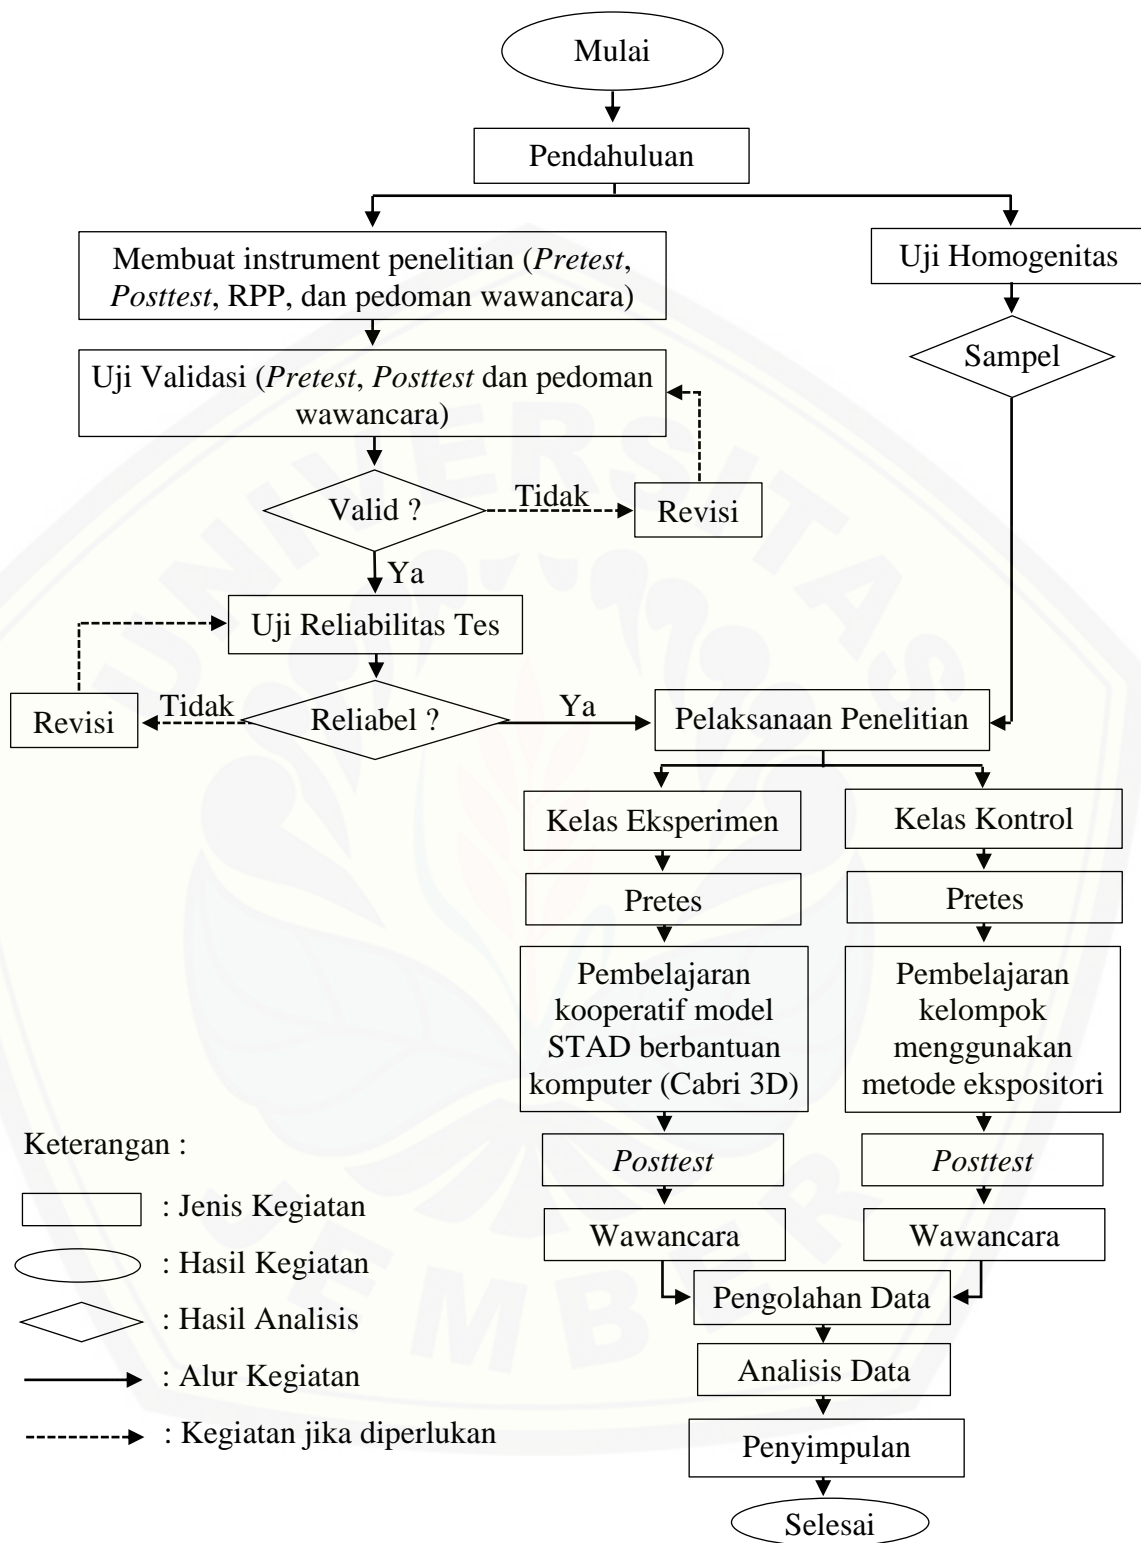 Mulai
Pendahuluan
Membuat instrument penelitian (Pretest,
Posttest, RPP, dan pedoman wawancara)
Uji Homogenitas
Uji Validasi (Pretest, Posttest dan pedoman
wawancara)
Sampel
Valid ?
Tidak
Revisi
Ya
Uji Reliabilitas Tes
Revisi
Tidak
Reliabel ?
Ya
Pelaksanaan Penelitian
Kelas Eksperimen
Kelas Kontrol
Pretes
Pretes
Pembelajaran
kooperatif model
STAD berbantuan
komputer (Cabri 3D)
Pembelajaran
kelompok
menggunakan
metode ekspositori
Posttest
Posttest
Wawancara
Wawancara
Pengolahan Data
Analisis Data
Penyimpulan
Selesai
Keterangan :
: Jenis Kegiatan
: Hasil Kegiatan
: Hasil Analisis
: Alur Kegiatan
: Kegiatan jika diperlukan
UNIVERSITAS
JEMBER